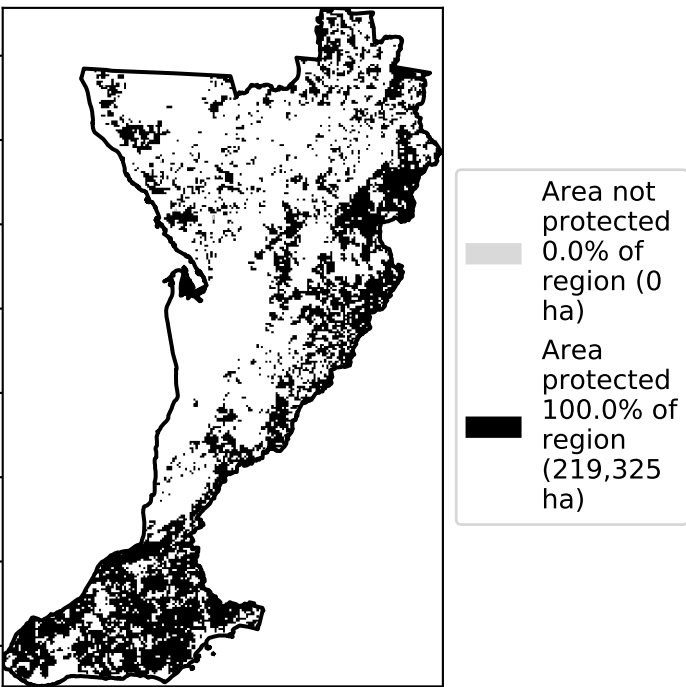 Area not
protected
0.0% of
region (0
ha)
Area
protected
100.0% of
region
(219,325
ha)